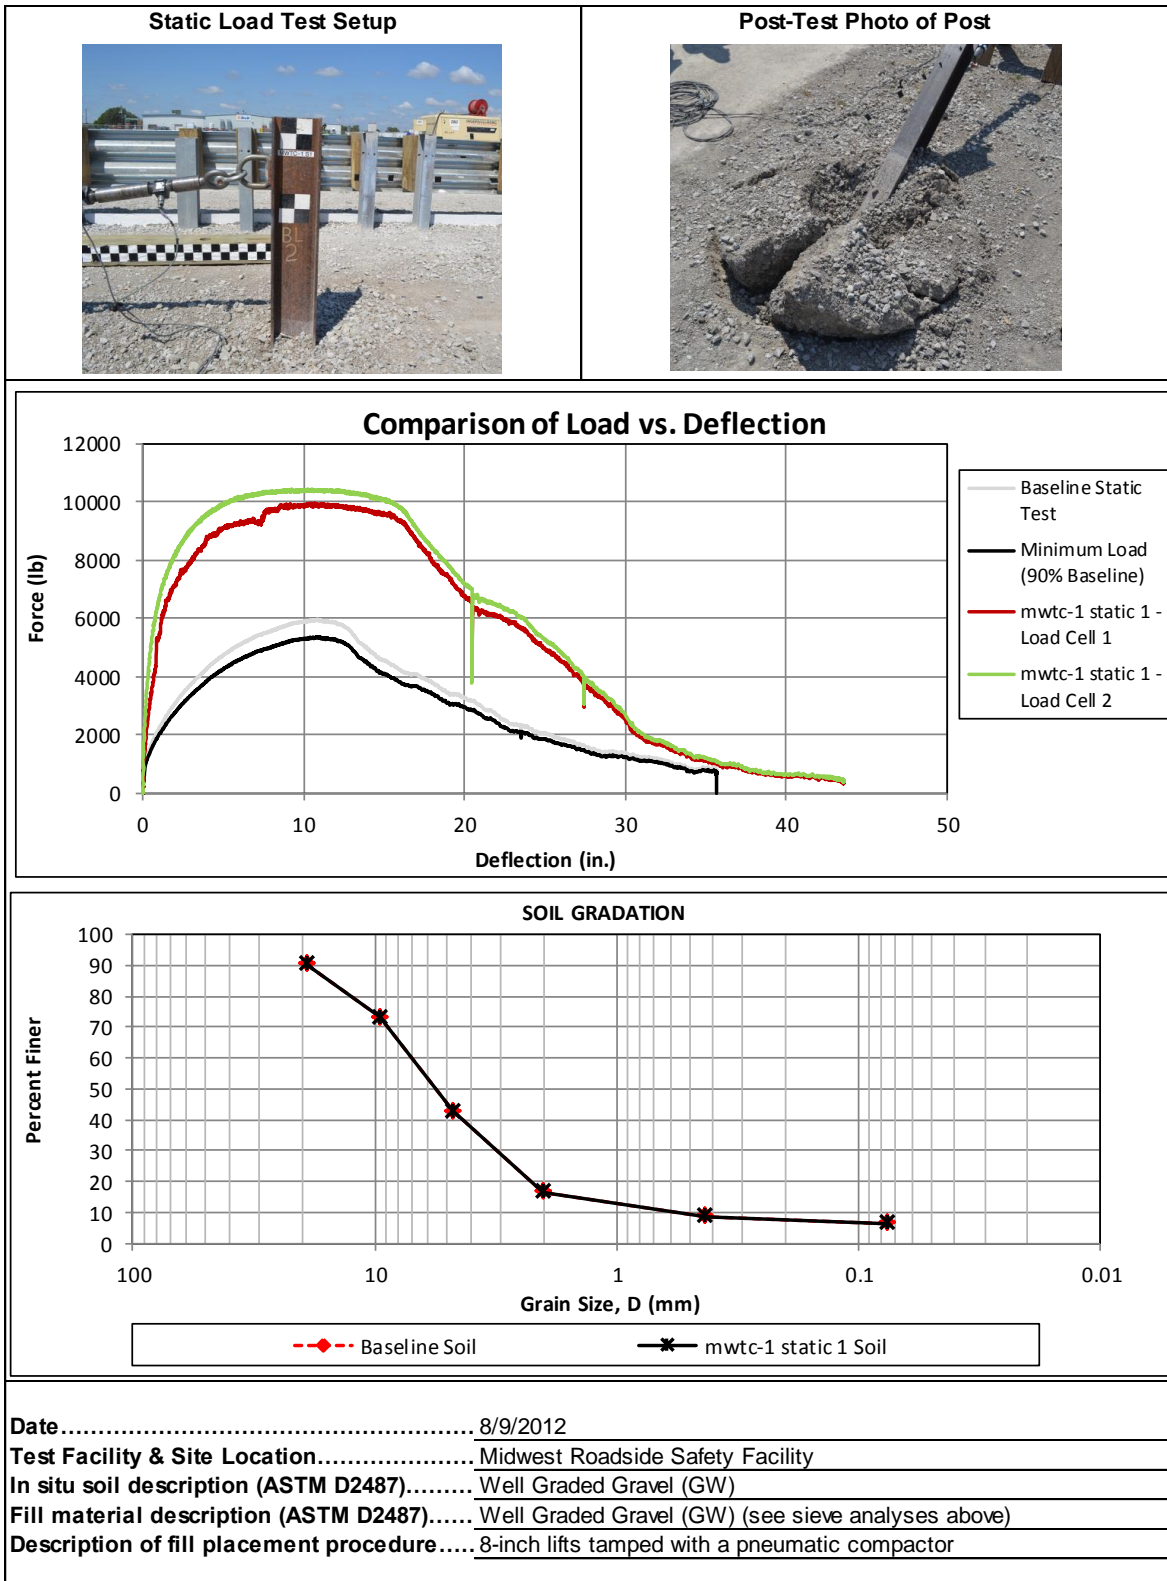 Static Load Test Setup
Post-Test Photo of Post
MWTC-1 S1
BL
2
Comparison of Load vs. Deflection
12000
10000
8000
6000
4000
2000
0
Force (lb)
0 10 20 30 40 50
Deflection (in.)
Baseline Static
Test
Minimum Load
(90% Baseline)
mwtc-1 static 1 -
Load Cell 1
mwtc-1 static 1 -
Load Cell 2
SOIL GRADATION
100
90
80
70
60
50
40
30
20
10
0
Percent Finer
100 10 1 0.1 0.01
Grain Size, D (mm)
Baseline Soil
mwtc-1 static 1 Soil
Date.................................................. 8/9/2012
Test Facility & Site Location..................... Midwest Roadside Safety Facility
In situ soil description (ASTM D2487)......... Well Graded Gravel (GW)
Fill material description (ASTM D2487)...... Well Graded Gravel (GW) (see sieve analyses above)
Description of fill placement procedure..... 8-inch lifts tamped with a pneumatic compactor